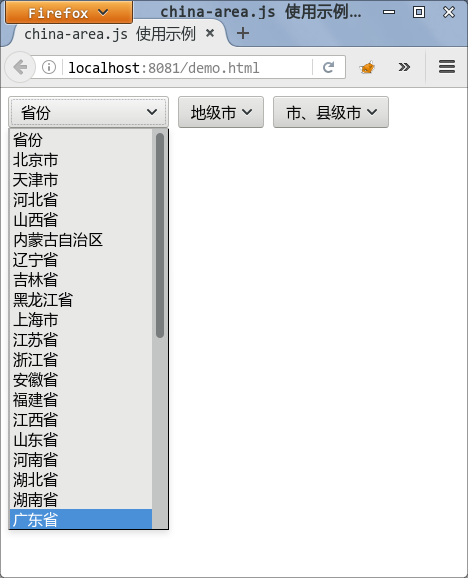 Firefox china-area.js 使用示例...
china-area.js 使用示例
localhost:8081/demo.html
省份 地级市 市、县级市
省份
北京市
天津市
河北省
山西省
内蒙古自治区
辽宁省
吉林省
黑龙江省
上海市
江苏省
浙江省
安徽省
福建省
江西省
山东省
河南省
湖北省
湖南省
广东省